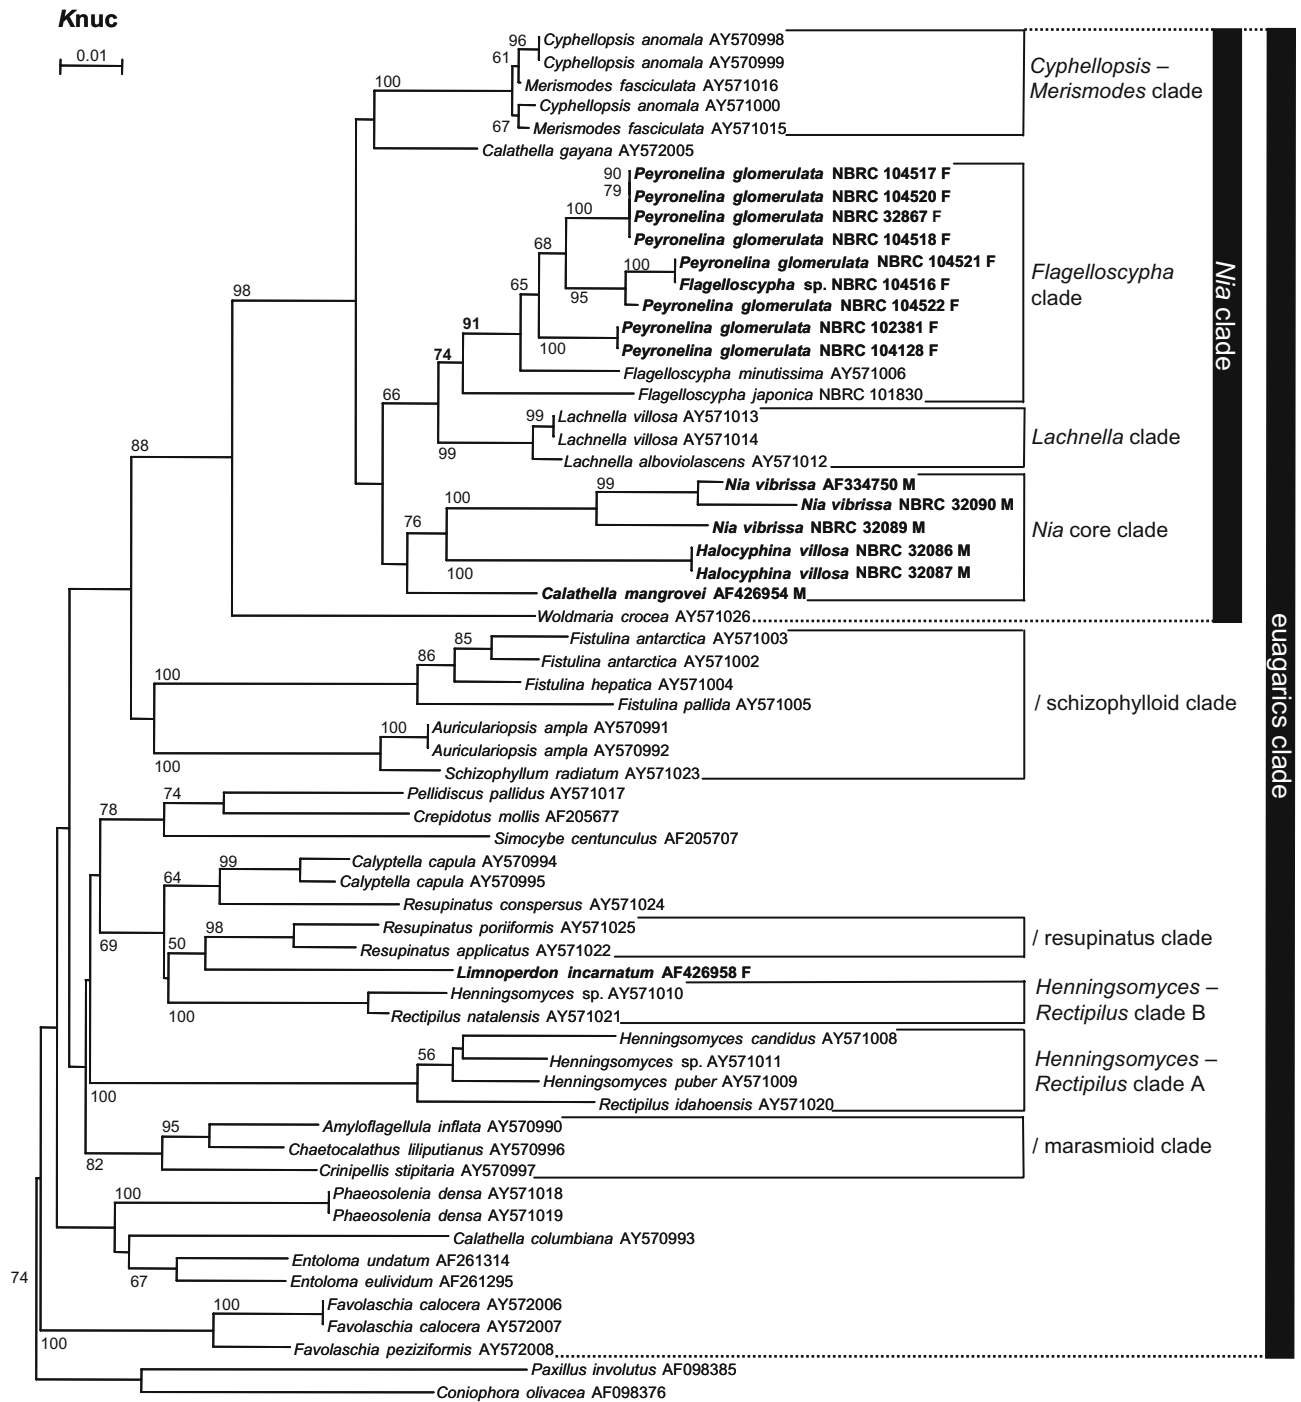 Knuc
0.01
96
Cyphellopsis anomala AY570998
61
Cyphellopsis anomala AY570999
100
Merismodes fasciculata AY571016
Cyphellopsis anomala AY571000
67
Merismodes fasciculata AY571015
Cyphellopsis –
Merismodes clade
Calathella gayana AY572005
90
Peyronelina glomerulata NBRC 104517 F
79
Peyronelina glomerulata NBRC 104520 F
100
Peyronelina glomerulata NBRC 32867 F
68
Peyronelina glomerulata NBRC 104518 F
100
Peyronelina glomerulata NBRC 104521 F
65
Flagelloscypha sp. NBRC 104516 F
95
Peyronelina glomerulata NBRC 104522 F
91
Peyronelina glomerulata NBRC 102381 F
100
Peyronelina glomerulata NBRC 104128 F
74
Flagelloscypha minutissima AY571006
Flagelloscypha japonica NBRC 101830
Flagelloscypha
clade
98
66
99
Lachnella villosa AY571013
Lachnella villosa AY571014
99
Lachnella alboviolascens AY571012
Lachnella clade
88
99
Nia vibrissa AF334750 M
100
Nia vibrissa NBRC 32090 M
76
Nia vibrissa NBRC 32089 M
Halocyphina villosa NBRC 32086 M
100
Halocyphina villosa NBRC 32087 M
Calathella mangrovei AF426954 M
Nia core clade
Woldmaria crocea AY571026
Nia clade
85
Fistulina antarctica AY571003
86
Fistulina antarctica AY571002
100
Fistulina hepatica AY571004
Fistulina pallida AY571005
100
Auriculariopsis ampla AY570991
Auriculariopsis ampla AY570992
100
Schizophyllum radiatum AY571023
/ schizophylloid clade
euagarics clade
74
Pellidiscus pallidus AY571017
78
Crepidotus mollis AF205677
Simocybe centunculus AF205707
99
Calyptella capula AY570994
64
Calyptella capula AY570995
Resupinatus conspersus AY571024
98
Resupinatus poriiformis AY571025
69
50
Resupinatus applicatus AY571022
/ resupinatus clade
Limnoperdon incarnatum AF426958 F
Henningsomyces sp. AY571010
100
Rectipilus natalensis AY571021
Henningsomyces –
Rectipilus clade B
Henningsomyces candidus AY571008
56
Henningsomyces sp. AY571011
Henningsomyces puber AY571009
100
Rectipilus idahoensis AY571020
Henningsomyces –
Rectipilus clade A
95
Amyloflagellula inflata AY570990
Chaetocalathus liliputianus AY570996
82
Crinipellis stipitaria AY570997
/ marasmioid clade
100
Phaeosolenia densa AY571018
Phaeosolenia densa AY571019
Calathella columbiana AY570993
Entoloma undatum AF261314
67
Entoloma eulividum AF261295
74
100
Favolaschia calocera AY572006
Favolaschia calocera AY572007
100
Favolaschia peziziformis AY572008
Paxillus involutus AF098385
Coniophora olivacea AF098376